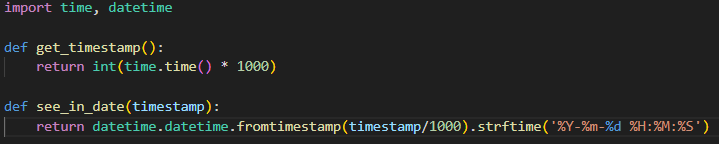 import time, datetime
def get_timestamp():
    return int(time.time() * 1000)
def see_in_date(timestamp):
    return datetime.datetime.fromtimestamp(timestamp/1000).strftime('%Y-%m-%d %H:%M:%S')